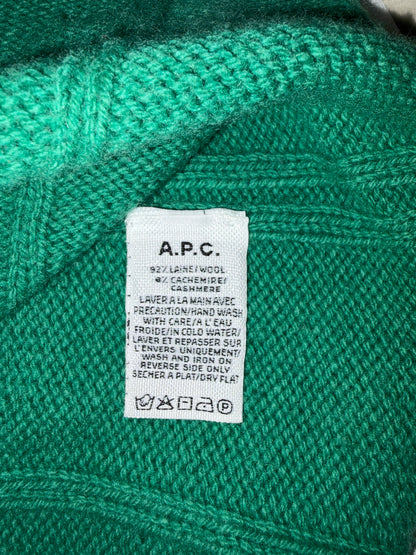 A.P.C.
92% LAINE/WOOL
8% CACHEMIRE/
CASHMERE
LAVER A LA MAIN AVEC
PRECAUTION/HAND WASH
WITH CARE/A L'EAU
FROIDE/IN COLD WATER/
LAVER ET REPASSER SUR
L'ENVERS UNIQUEMENT/
WASH AND IRON ON
REVERSE SIDE ONLY
SECHER A PLAT/DRY FLAT
P